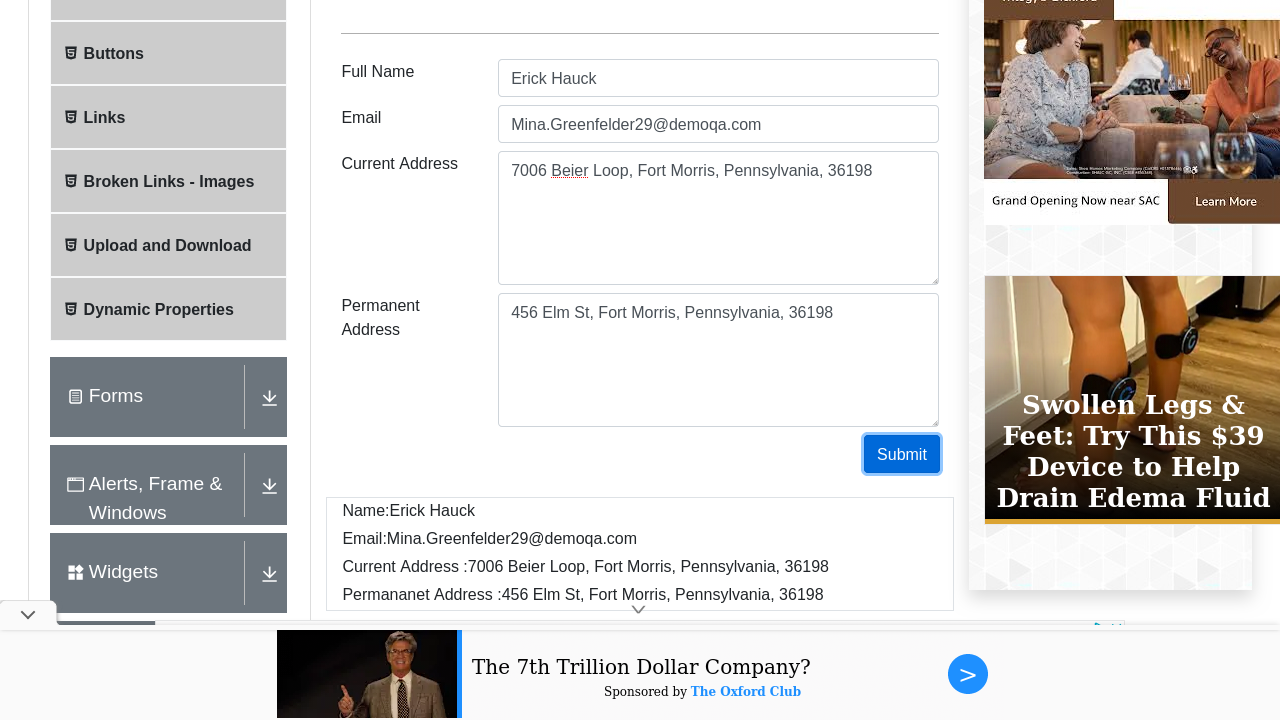 Buttons
Links
Broken Links - Images
Upload and Download
Dynamic Properties
Forms
Alerts, Frame &
Windows
Widgets
Full Name
Erick Hauck
Email
Mina.Greenfelder29@demoqa.com
Current Address
7006 Beier Loop, Fort Morris, Pennsylvania, 36198
Permanent
Address
456 Elm St, Fort Morris, Pennsylvania, 36198
Submit
Name:Erick Hauck
Email:Mina.Greenfelder29@demoqa.com
Current Address :7006 Beier Loop, Fort Morris, Pennsylvania, 36198
Permananet Address :456 Elm St, Fort Morris, Pennsylvania, 36198
Grand Opening Now near SAC
Learn More
Swollen Legs &
Feet: Try This $39
Device to Help
Drain Edema Fluid
The 7th Trillion Dollar Company?
Sponsored by The Oxford Club
>